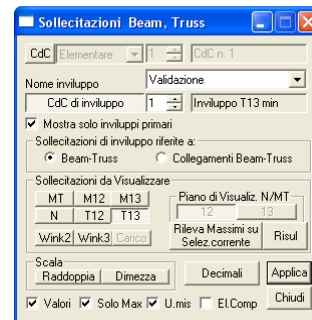 Sollecitazioni Beam, Truss
CdC Elementare 1 CdC n. 1
Nome inviluppo Validazione
CdC di inviluppo 1 Inviluppo T13 min
Mostra solo inviluppi primari
Sollecitazioni di inviluppo riferite a:
Beam-Truss Collegamenti Beam-Truss
Sollecitazioni da Visualizzare
MT M12 M13 Piano di Visualiz. N/MT
N T12 T13 12 13
Wink2 Wink3 Carico Rileva Massimi su Selez.corrente Risul
Scala
Raddoppia Dimezza Decimali Applica
Valori Solo Max U.mis El.Comp Chiudi